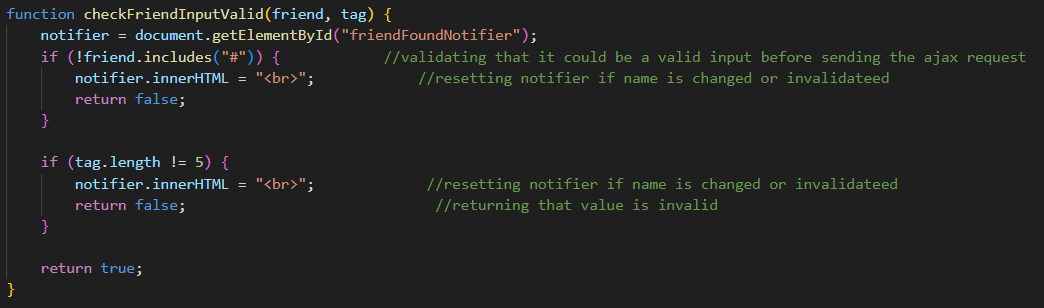 function checkFriendInputValid(friend, tag) {
notifier = document.getElementById("friendFoundNotifier");
if (!friend.includes("#")) { //validating that it could be a valid input before sending the ajax request
notifier.innerHTML = "<br>"; //resetting notifier if name is changed or invalidateed
return false;
}
if (tag.length != 5) {
notifier.innerHTML = "<br>"; //resetting notifier if name is changed or invalidateed
return false; //returning that value is invalid
}
return true;
}